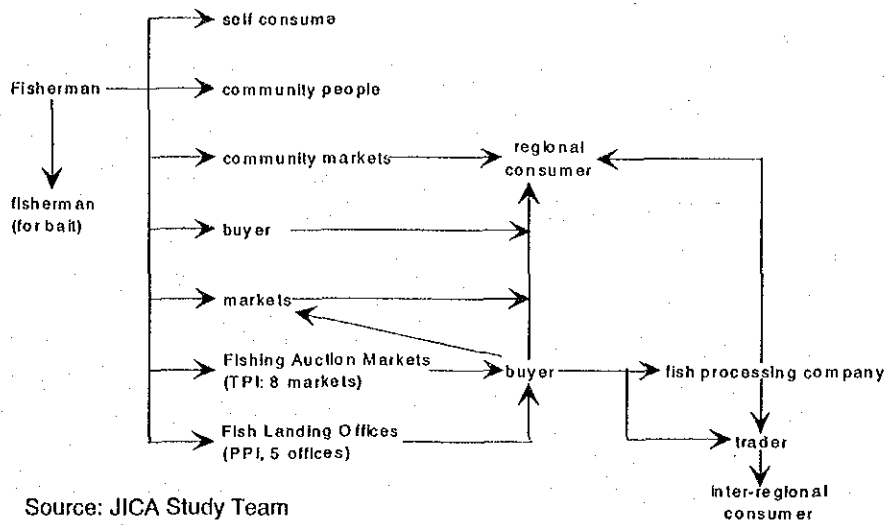 self consume
Fisherman
community people
community markets
regional
consumer
fisherman
(for bait)
buyer
markets
Fishing Auction Markets
(TPI: 8 markets)
buyer
fish processing company
Fish Landing Offices
(PPI, 5 offices)
trader
inter-regional
consumer
Source: JICA Study Team